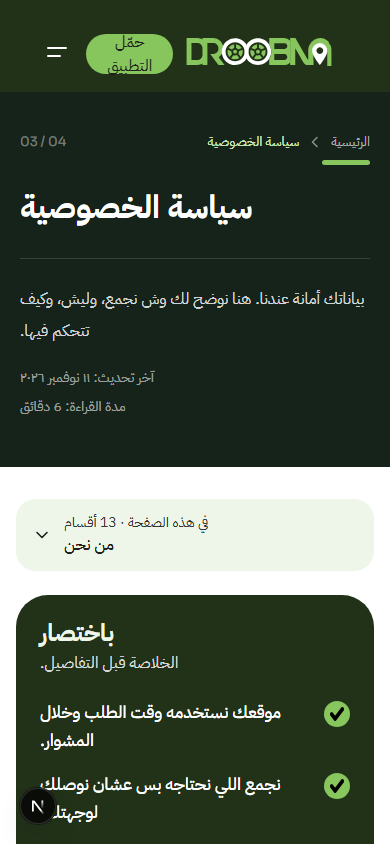 DROOBNA
حمّل
التطبيق
الرئيسية
سياسة الخصوصية
03 / 04
سياسة الخصوصية
بياناتك أمانة عندنا. هنا نوضح لك وش نجمع، وليش، وكيف
تتحكم فيها.
آخر تحديث: ١١ نوفمبر ٢٠٢٦
مدة القراءة: 6 دقائق
في هذه الصفحة · 13 أقسام
من نحن
باختصار
الخلاصة قبل التفاصيل.
موقعك نستخدمه وقت الطلب وخلال
المشوار.
نجمع اللي نحتاجه بس عشان نوصلك
لوجهتك
N